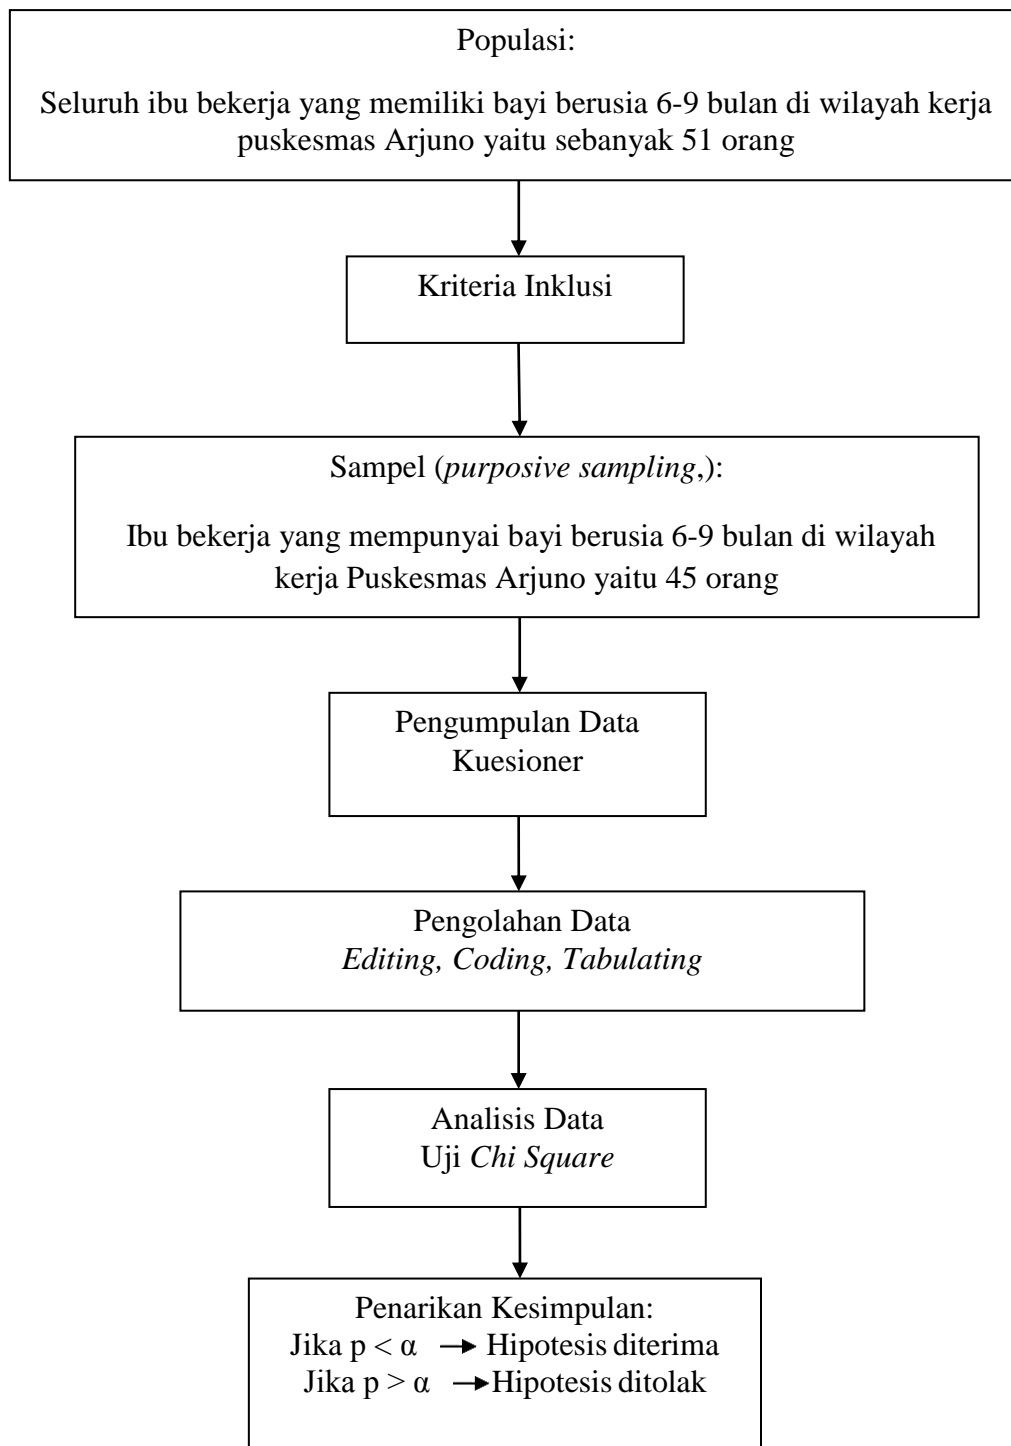 Populasi:
Seluruh ibu bekerja yang memiliki bayi berusia 6-9 bulan di wilayah kerja
puskesmas Arjuno yaitu sebanyak 51 orang
Kriteria Inklusi
Sampel (purposive sampling,):
Ibu bekerja yang mempunyai bayi berusia 6-9 bulan di wilayah
kerja Puskesmas Arjuno yaitu 45 orang
Pengumpulan Data
Kuesioner
Pengolahan Data
Editing, Coding, Tabulating
Analisis Data
Uji Chi Square
Penarikan Kesimpulan:
Jika p < α → Hipotesis diterima
Jika p > α → Hipotesis ditolak